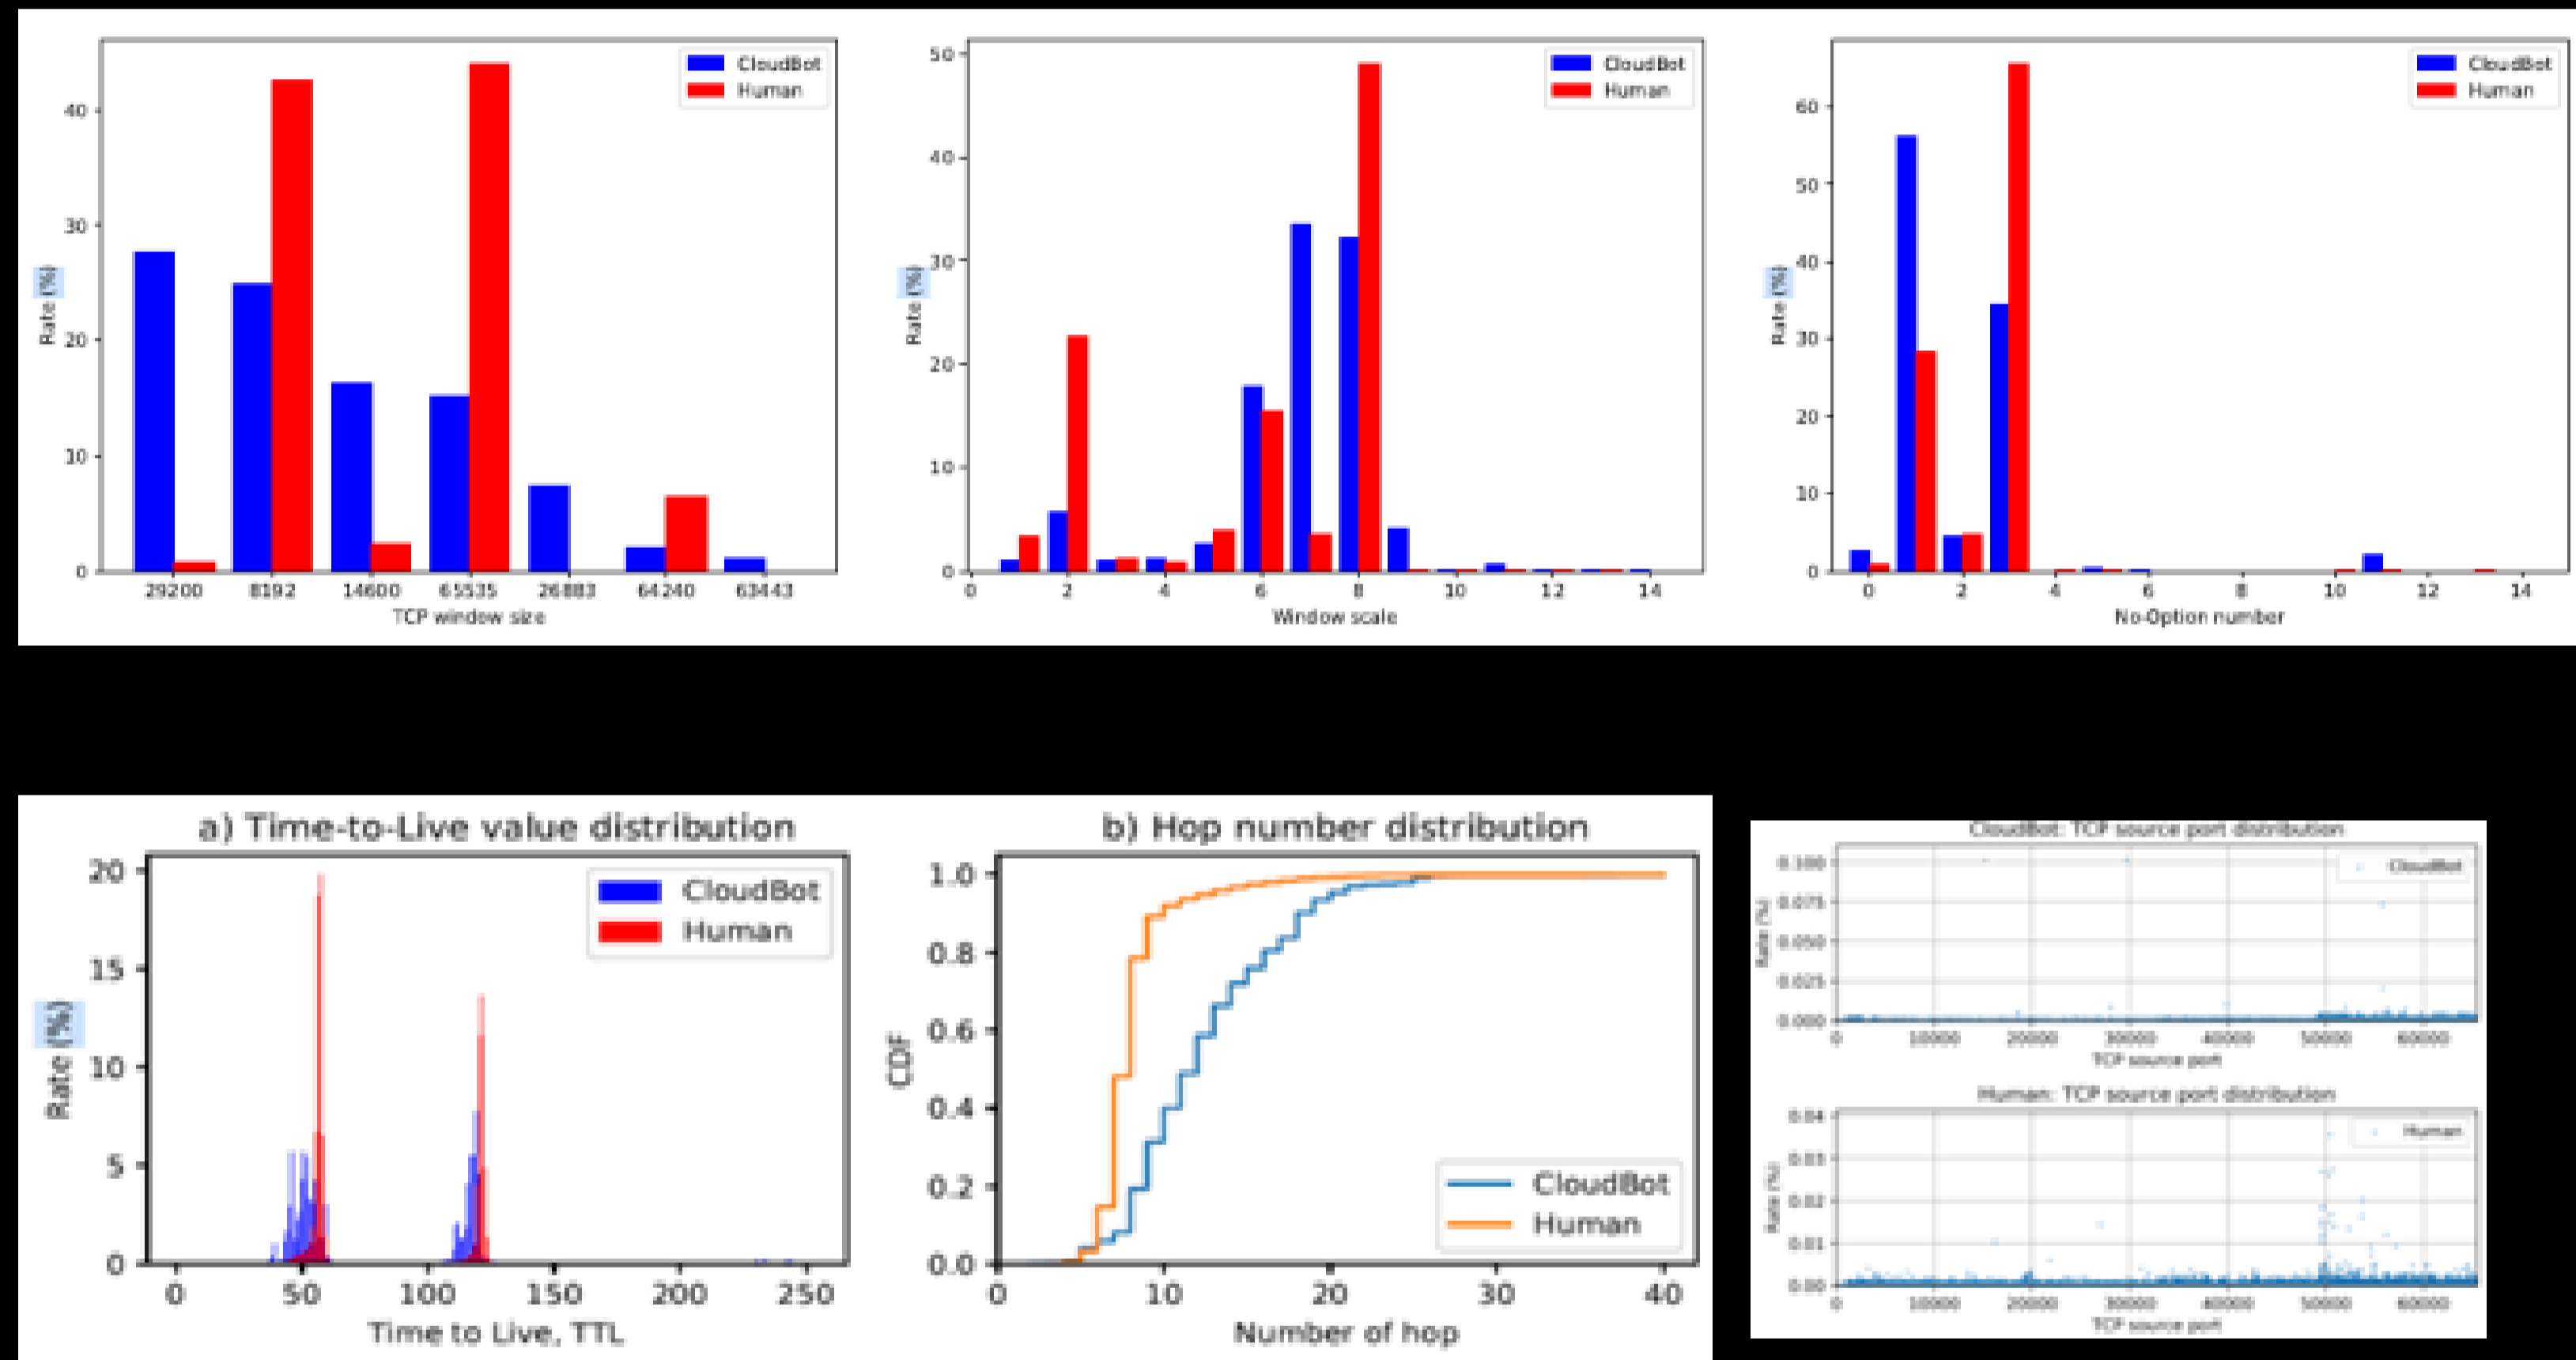 CloudBot
Human
40
30
20
10
0
Rate (%)
29200 8192 14600 65535 26883 64240 63443
TCP window size
CloudBot
Human
50
40
30
20
10
0
Rate (%)
0 2 4 6 8 10 12 14
Window scale
CloudBot
Human
60
50
40
30
20
10
0
Rate (%)
0 2 4 6 8 10 12 14
No-Option number
a) Time-to-Live value distribution
CloudBot
Human
20
15
10
5
0
Rate (%)
0 50 100 150 200 250
Time to Live, TTL
b) Hop number distribution
1.0
0.8
0.6
0.4
0.2
0.0
CDF
CloudBot
Human
0 10 20 30 40
Number of hop
CloudBot: TCP source port distribution
CloudBot
0.100
0.075
0.050
0.025
0.000
Rate (%)
0 10000 20000 30000 40000 50000 60000
TCP source port
Human: TCP source port distribution
Human
0.04
0.03
0.02
0.01
0.00
Rate (%)
0 10000 20000 30000 40000 50000 60000
TCP source port